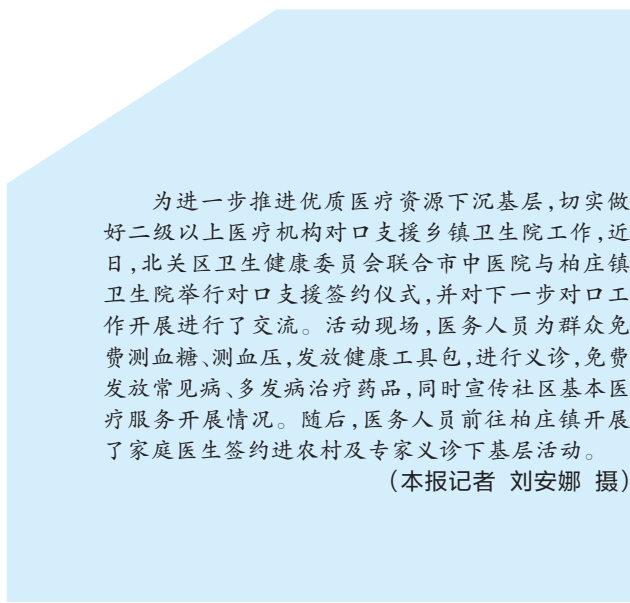 为进一步推进优质医疗资源下沉基层,切实做
好二级以上医疗机构对口支援乡镇卫生院工作,近
日,北关区卫生健康委员会联合市中医院与柏庄镇
卫生院举行对口支援签约仪式,并对下一步对口工
作开展进行了交流。活动现场,医务人员为群众免
费测血糖、测血压,发放健康工具包,进行义诊,免费
发放常见病、多发病治疗药品,同时宣传社区基本医
疗服务开展情况。随后,医务人员前往柏庄镇开展
了家庭医生签约进农村及专家义诊下基层活动。
(本报记者 刘安娜 摄)